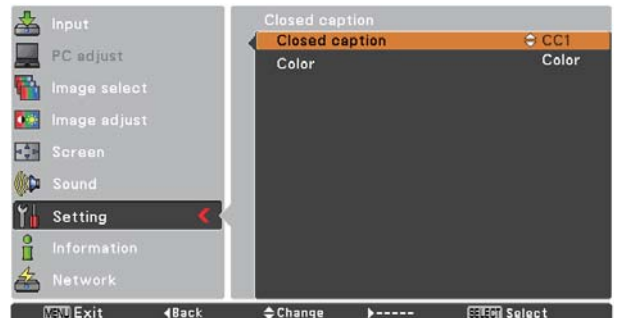 Input
PC adjust
Image select
Image adjust
Screen
Sound
Setting
Information
Network
Closed caption
Closed caption CC1
Color Color
MENU Exit Back Change ----- SELECT Select